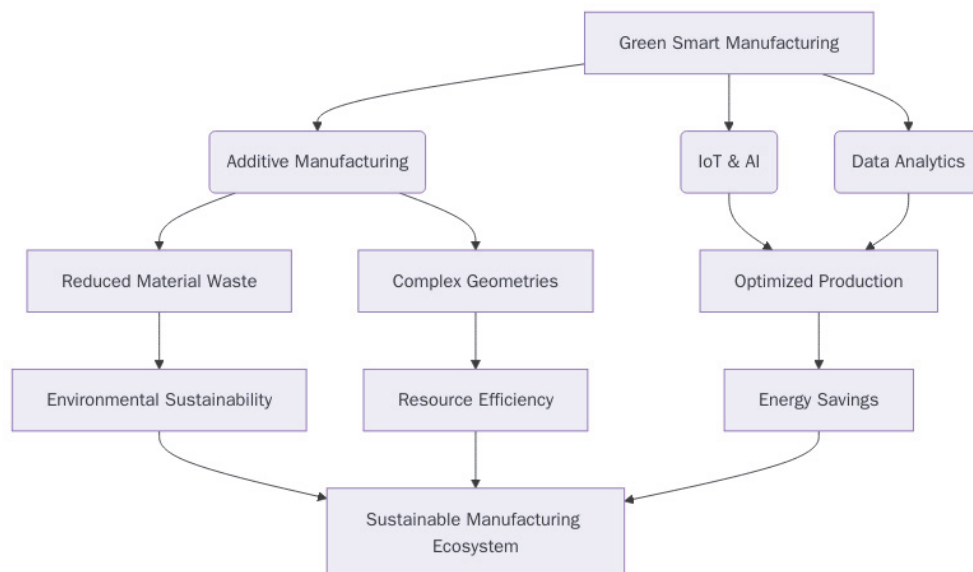 Green Smart Manufacturing
Additive Manufacturing
IoT & AI
Data Analytics
Reduced Material Waste
Complex Geometries
Optimized Production
Environmental Sustainability
Resource Efficiency
Energy Savings
Sustainable Manufacturing
Ecosystem